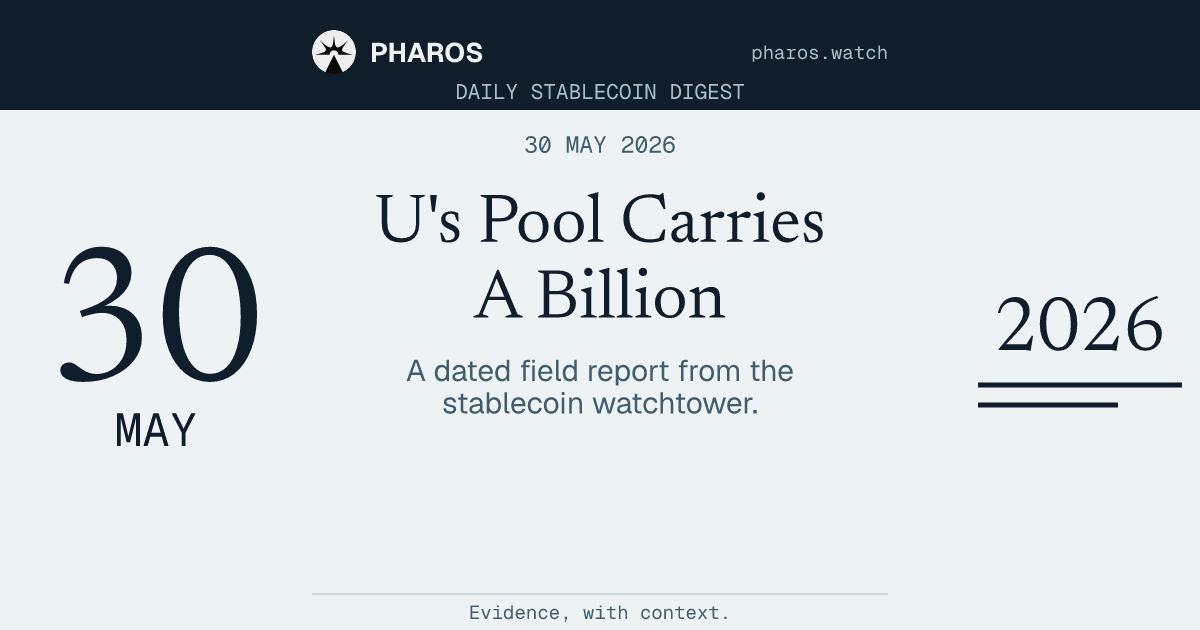 PHAROS
pharos.watch
DAILY STABLECOIN DIGEST
30 MAY 2026
U's Pool Carries
A Billion
A dated field report from the
stablecoin watchtower.
30
MAY
2026
Evidence, with context.